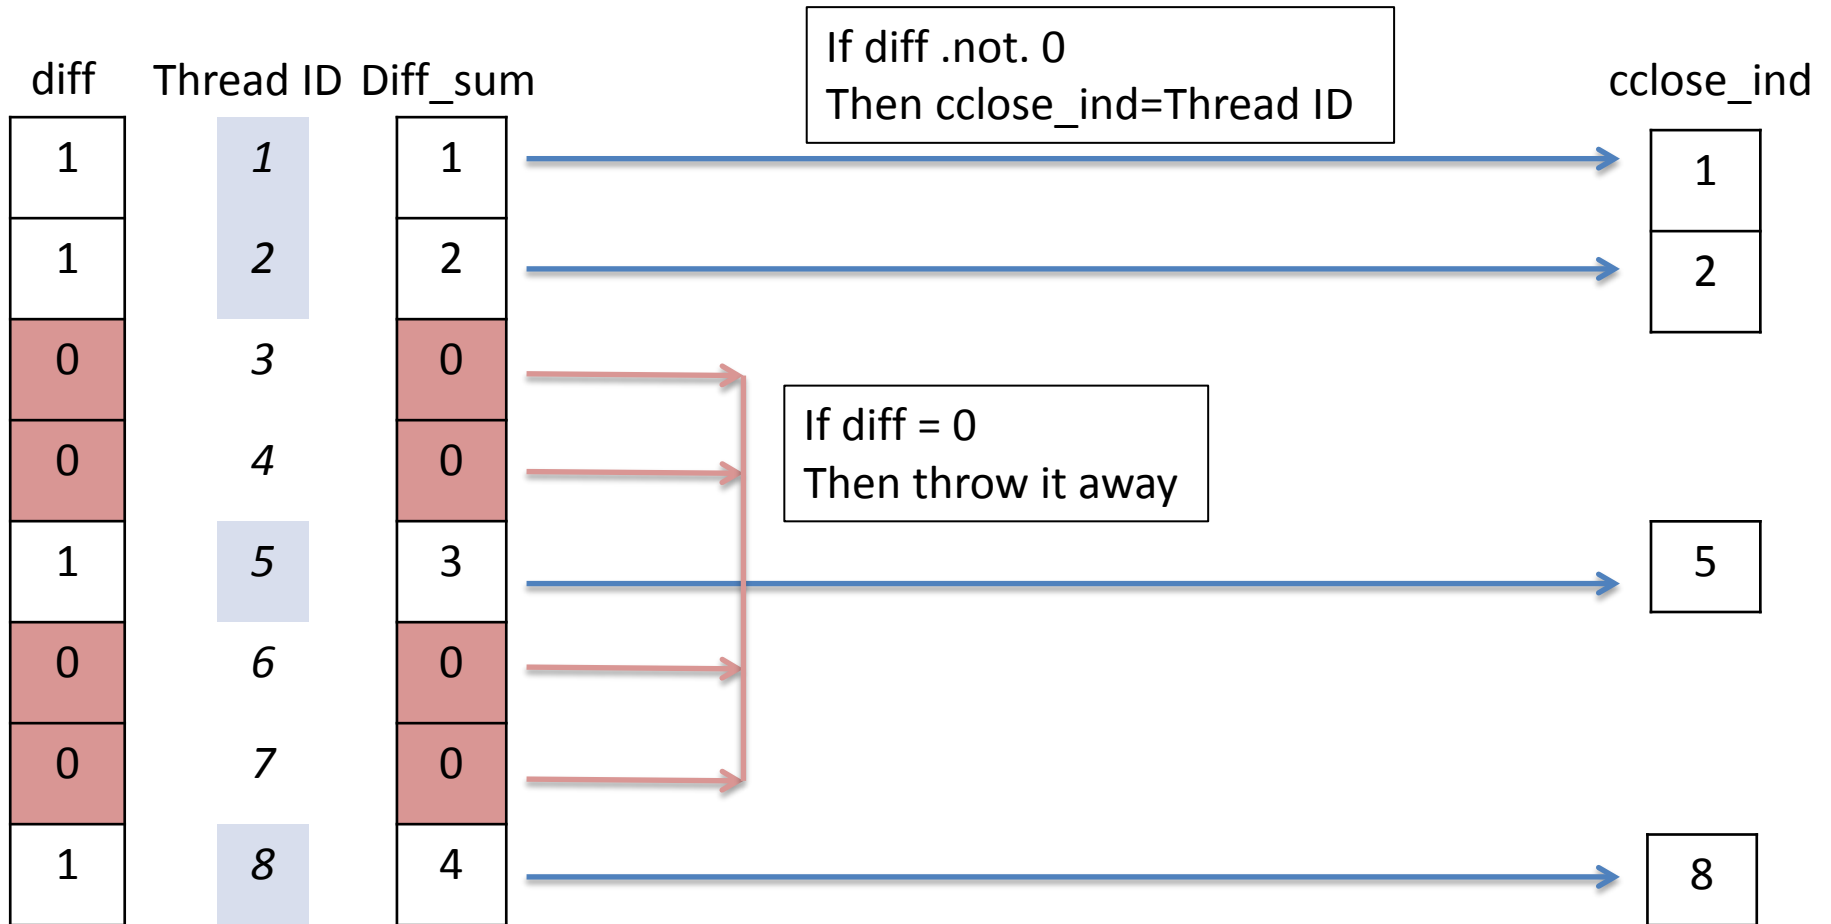 If diff .not. 0
Then cclose_ind=Thread ID
diff Thread ID Diff_sum cclose_ind
1 1 1 1
1 2 2 2
0 3 0
If diff = 0
0 4 0
Then throw it away
1 5 3 5
0 6 0
0 7 0
1 8 4 8